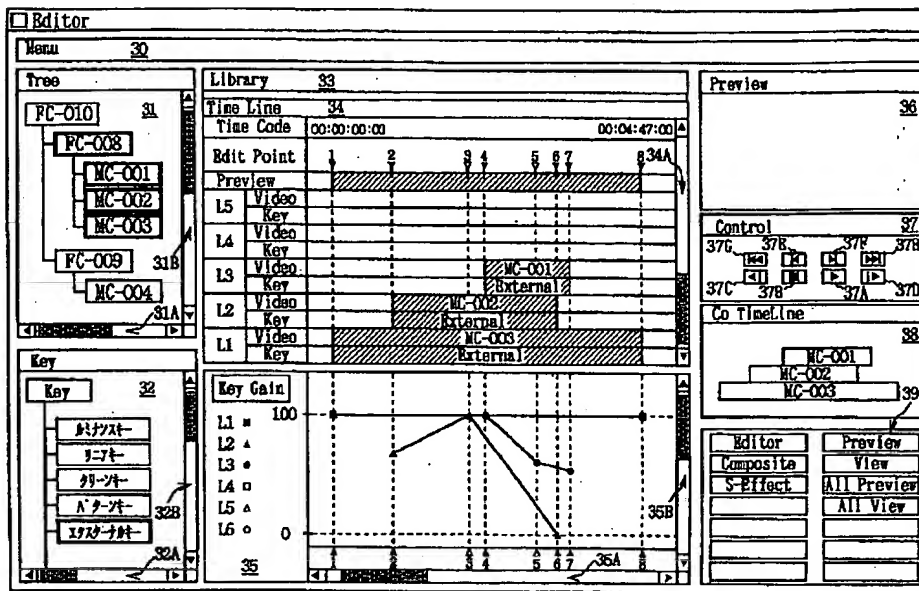 Editor
Menu 30
Tree
31
FC-010
FC-008
MC-001
MC-002
MC-003
FC-009
MC-004
31B
31A
Key
Key 32
ルミナンスキー
リニアキー
クリーンキー
パターンキー
エクスターナルキー
32B
32A
Library 33
Time Line 34
Time Code 00:00:00:00 00:04:47:00
Edit Point 1 2 3 4 5 6 7 8 34A
Preview
L5 Video
Key
L4 Video
Key
L3 Video MC-001
Key External
L2 Video MC-002
Key External
L1 Video MC-003
Key External
Key Gain
100
L1 ■
L2 ▲
L3 ●
L4 □
L5 △
L6 ○
0
35
35B
1 2 3 4 5 6 7 8
35A
Preview
36
Control 37
37G 37E 37F 37H
37C 37B 37A 37D
Co TimeLine
38
MC-001
MC-002
MC-003
39
Editor Preview
Composite View
S-Effect All Preview
All View